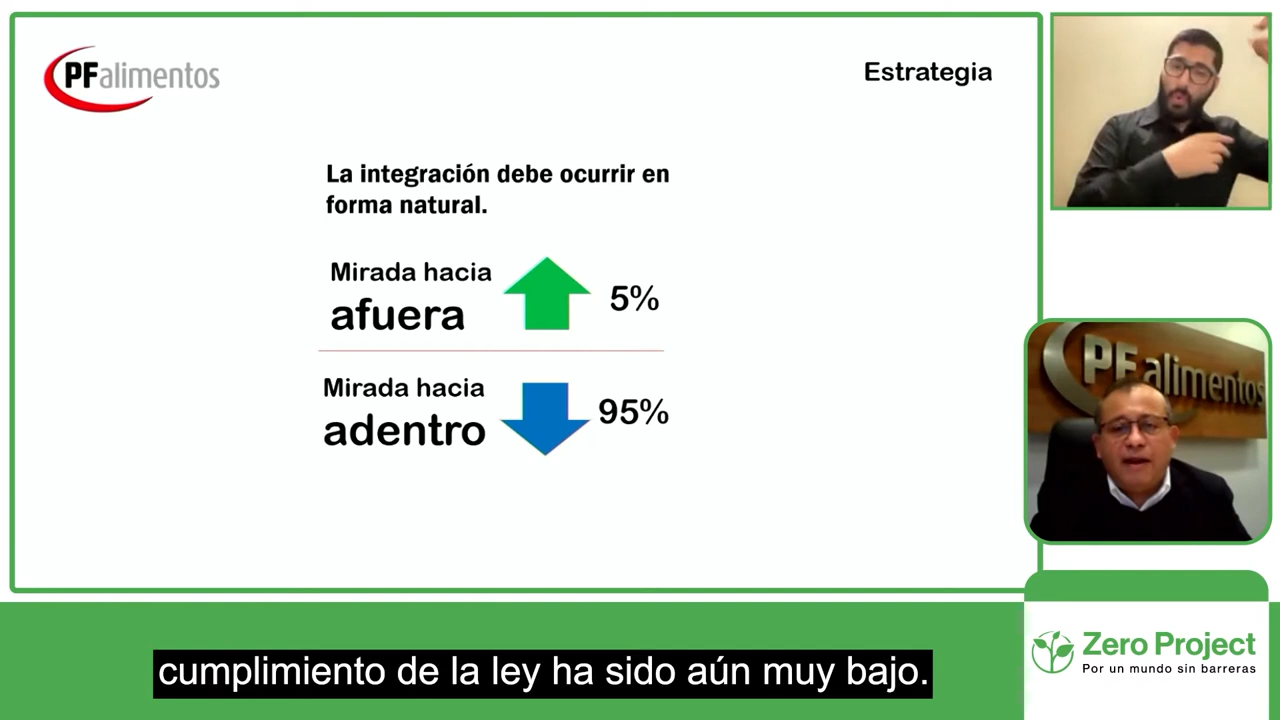 PFalimentos
Estrategia
La integración debe ocurrir en
forma natural.
Mirada hacia
afuera
5%
Mirada hacia
adentro
95%
PFalimentos
cumplimiento de la ley ha sido aún muy bajo.
Zero Project
Por un mundo sin barreras